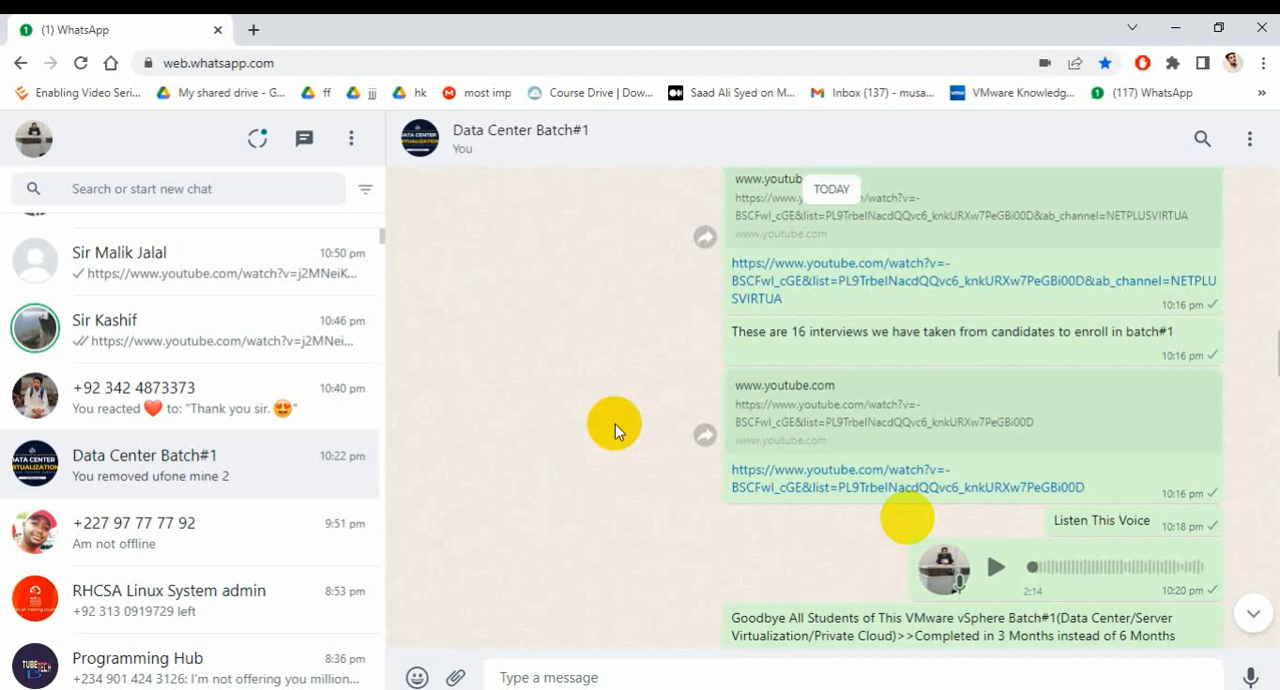 (1) WhatsApp
web.whatsapp.com
Enabling Video Seri...
My shared drive - G...
ff
jjj
hk
most imp
Course Drive | Dow...
Saad Ali Syed on M...
Inbox (137) - musa...
VMware Knowledg...
(117) WhatsApp
»
Search or start new chat
Sir Malik Jalal
10:50 pm
https://www.youtube.com/watch?v=j2MNeiK...
Sir Kashif
10:46 pm
https://www.youtube.com/watch?v=j2MNei...
+92 342 4873373
10:40 pm
You reacted ❤️ to: "Thank you sir. 😍"
Data Center Batch#1
10:22 pm
You removed ufone mine 2
+227 97 77 77 92
9:51 pm
Am not offline
RHCSA Linux System admin
8:53 pm
+92 313 0919729 left
Programming Hub
8:36 pm
+234 901 424 3126: I'm not offering you million...
Data Center Batch#1
You
TODAY
www.youtub
https://www.y
/watch?v=-
BSCFwI_cGE&list=PL9TrbeINacdQQvc6_knkURXw7PeGBi00D&ab_channel=NETPLUSVIRTUA
www.youtube.com
https://www.youtube.com/watch?v=-
BSCFwI_cGE&list=PL9TrbeINacdQQvc6_knkURXw7PeGBi00D&ab_channel=NETPLU
SVIRTUA
10:16 pm
These are 16 interviews we have taken from candidates to enroll in batch#1
10:16 pm
www.youtube.com
https://www.youtube.com/watch?v=-
BSCFwI_cGE&list=PL9TrbeINacdQQvc6_knkURXw7PeGBi00D
www.youtube.com
https://www.youtube.com/watch?v=-
BSCFwI_cGE&list=PL9TrbeINacdQQvc6_knkURXw7PeGBi00D
10:16 pm
Listen This Voice
10:18 pm
2:14
10:20 pm
Goodbye All Students of This VMware vSphere Batch#1(Data Center/Server
Virtualization/Private Cloud)>>Completed in 3 Months instead of 6 Months
Type a message